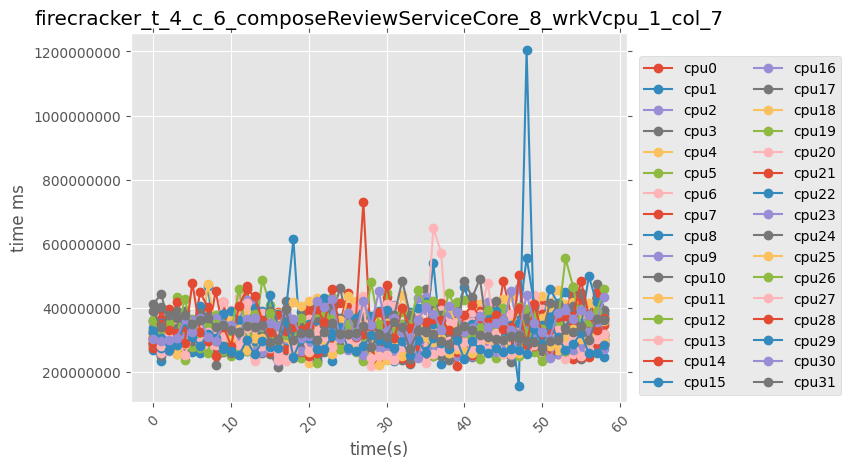 firecracker_t_4_c_6_composeReviewServiceCore_8_wrkVcpu_1_col_7
time ms
1200000000
1000000000
800000000
600000000
400000000
200000000
0
10
20
30
40
50
60
time(s)
cpu0
cpu1
cpu2
cpu3
cpu4
cpu5
cpu6
cpu7
cpu8
cpu9
cpu10
cpu11
cpu12
cpu13
cpu14
cpu15
cpu16
cpu17
cpu18
cpu19
cpu20
cpu21
cpu22
cpu23
cpu24
cpu25
cpu26
cpu27
cpu28
cpu29
cpu30
cpu31